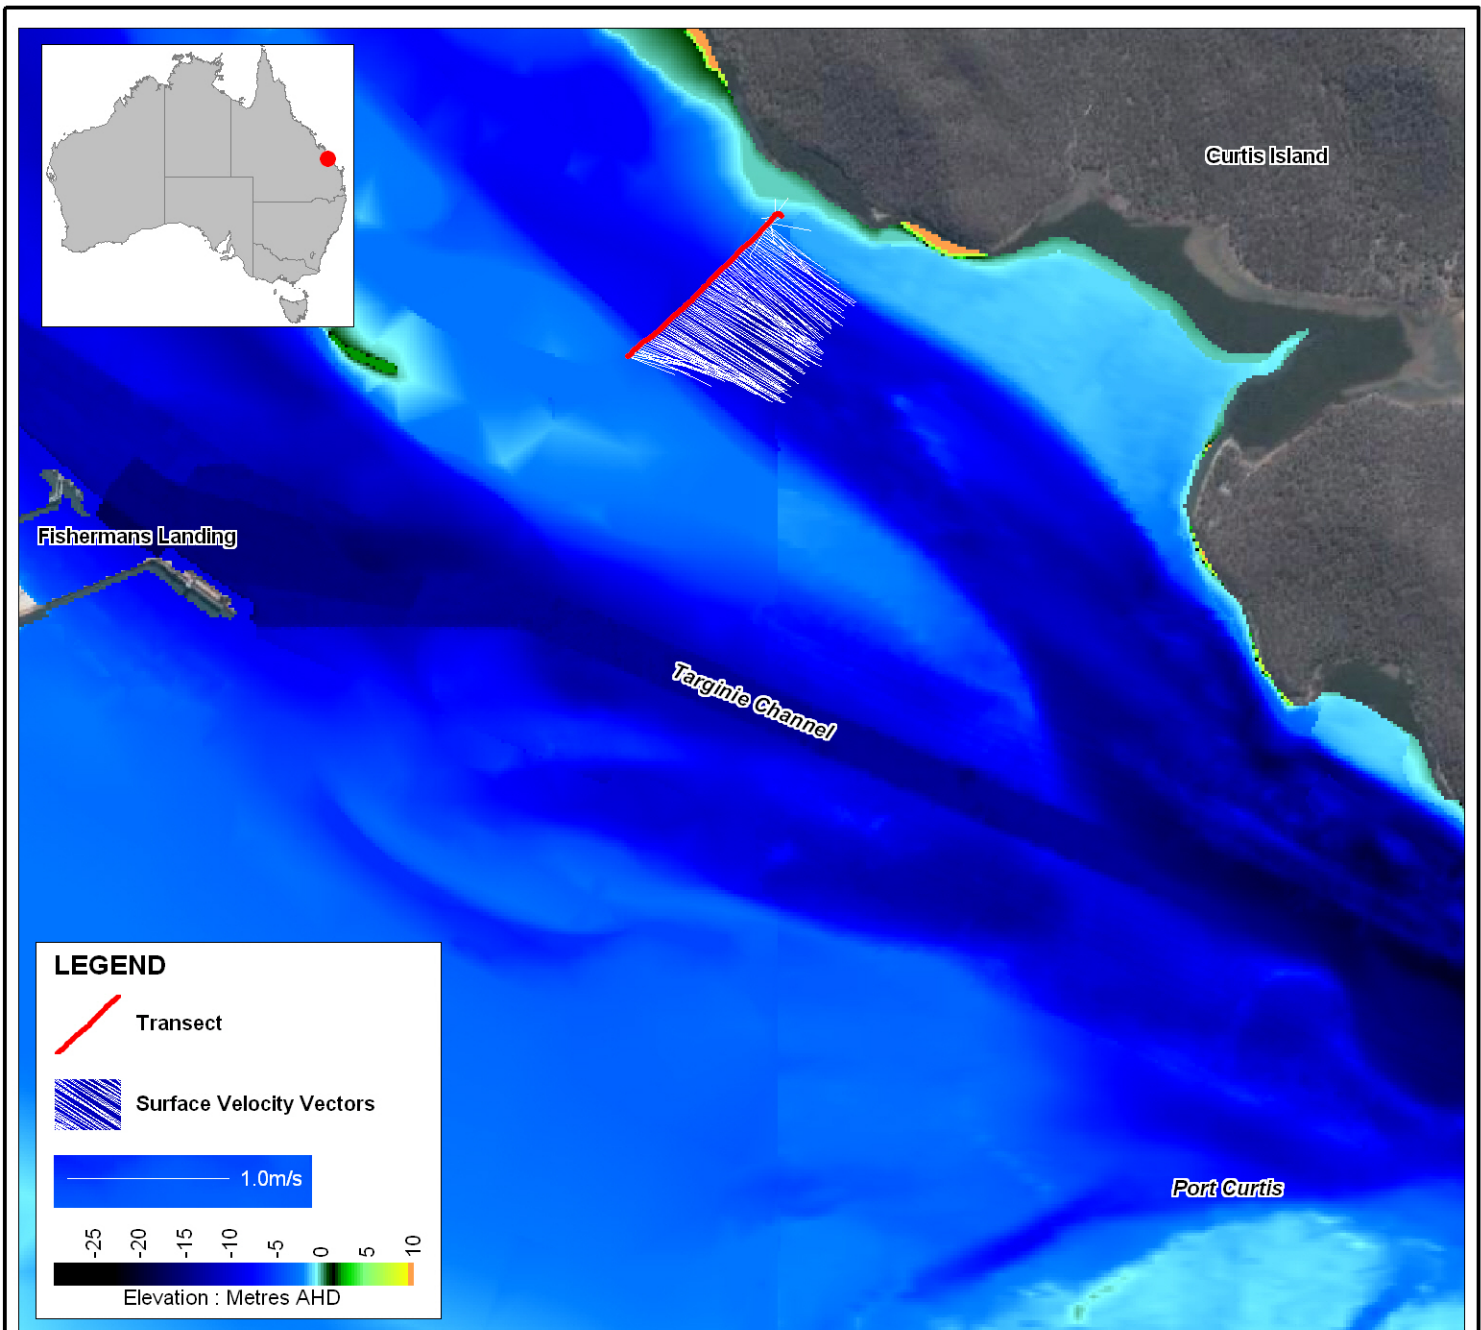 Curtis Island
Fishermans Landing
Targinie Channel
Port Curtis
LEGEND
Transect
Surface Velocity Vectors
1.0m/s
-25 -20 -15 -10 -5 0 5 10
Elevation : Metres AHD